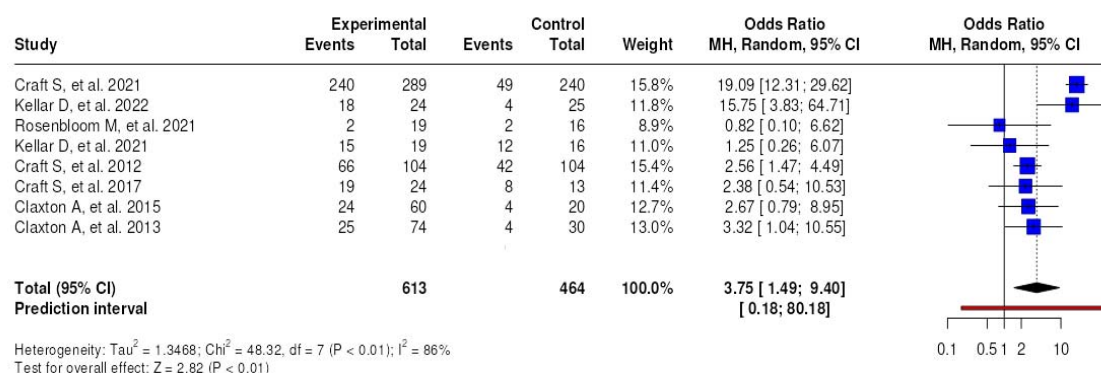 Experimental Control Odds Ratio Odds Ratio
Study Events Total Events Total Weight MH, Random, 95% CI MH, Random, 95% CI
Craft S, et al. 2021 240 289 49 240 15.8% 19.09 [12.31; 29.62]
Kellar D, et al. 2022 18 24 4 25 11.8% 15.75 [ 3.83; 64.71]
Rosenbloom M, et al. 2021 2 19 2 16 8.9% 0.82 [ 0.10; 6.62]
Kellar D, et al. 2021 15 19 12 16 11.0% 1.25 [ 0.26; 6.07]
Craft S, et al. 2012 66 104 42 104 15.4% 2.56 [ 1.47; 4.49]
Craft S, et al. 2017 19 24 8 13 11.4% 2.38 [ 0.54; 10.53]
Claxton A, et al. 2015 24 60 4 20 12.7% 2.67 [ 0.79; 8.95]
Claxton A, et al. 2013 25 74 4 30 13.0% 3.32 [ 1.04; 10.55]
Total (95% CI) 613 464 100.0% 3.75 [ 1.49; 9.40]
Prediction interval [ 0.18; 80.18]
Heterogeneity: Tau² = 1.3468; Chi² = 48.32, df = 7 (P < 0.01); I² = 86%
Test for overall effect: Z = 2.82 (P < 0.01)
0.1 0.5 1 2 10